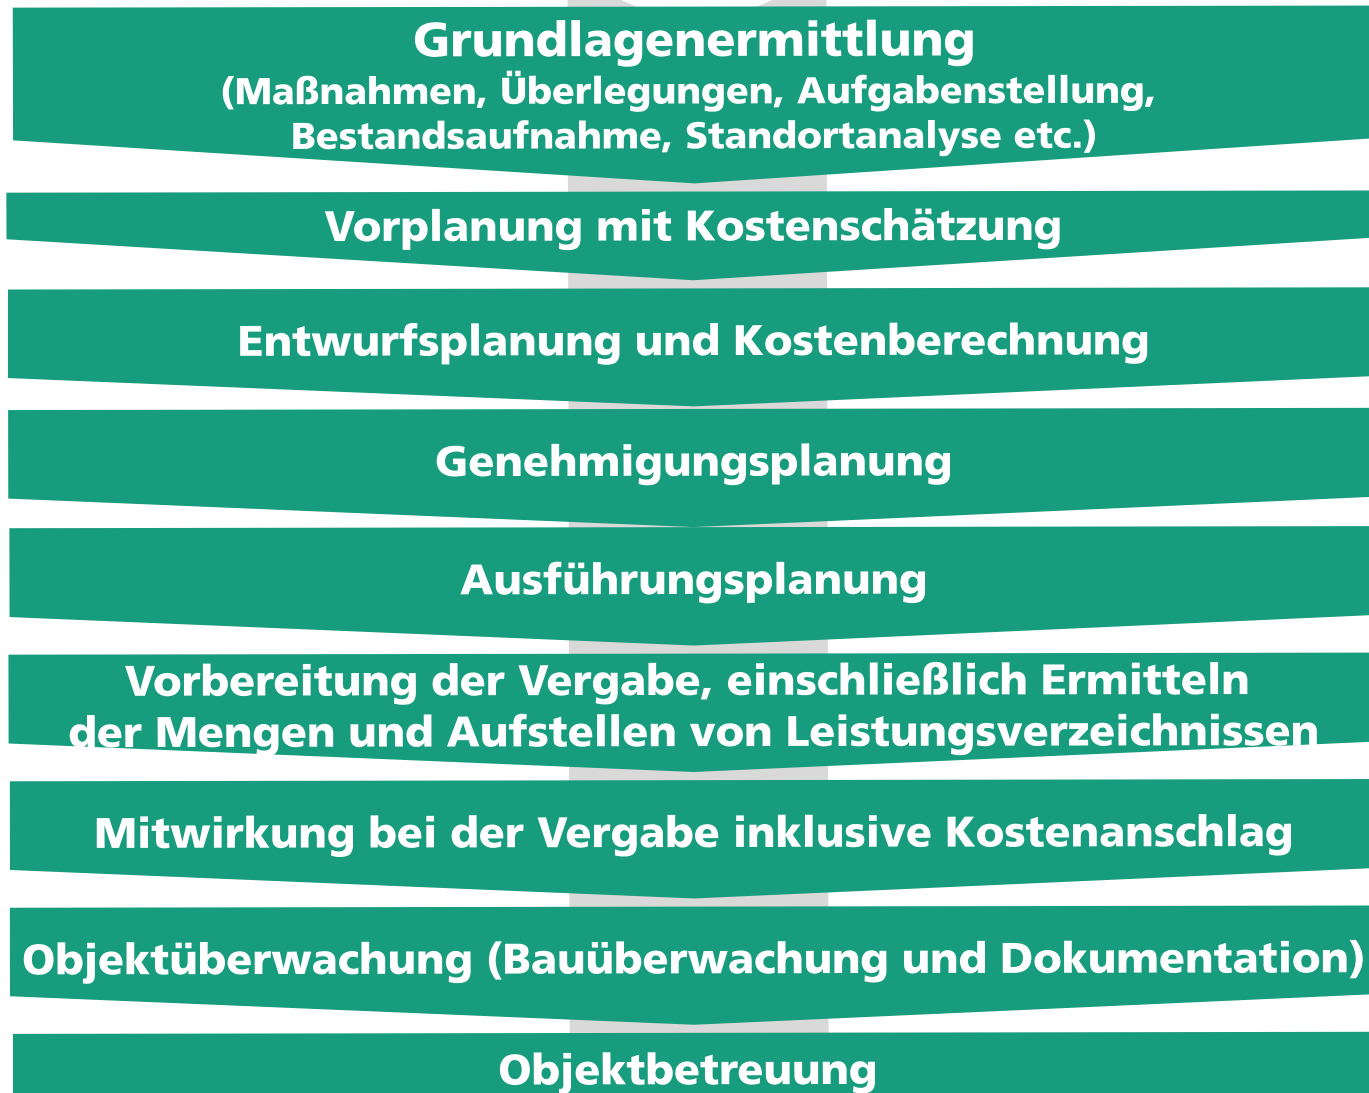 Grundlagenermittlung
(Maßnahmen, Überlegungen, Aufgabenstellung,
Bestandsaufnahme, Standortanalyse etc.)
Vorplanung mit Kostenschätzung
Entwurfsplanung und Kostenberechnung
Genehmigungsplanung
Ausführungsplanung
Vorbereitung der Vergabe, einschließlich Ermitteln
der Mengen und Aufstellen von Leistungsverzeichnissen
Mitwirkung bei der Vergabe inklusive Kostenanschlag
Objektüberwachung (Bauüberwachung und Dokumentation)
Objektbetreuung